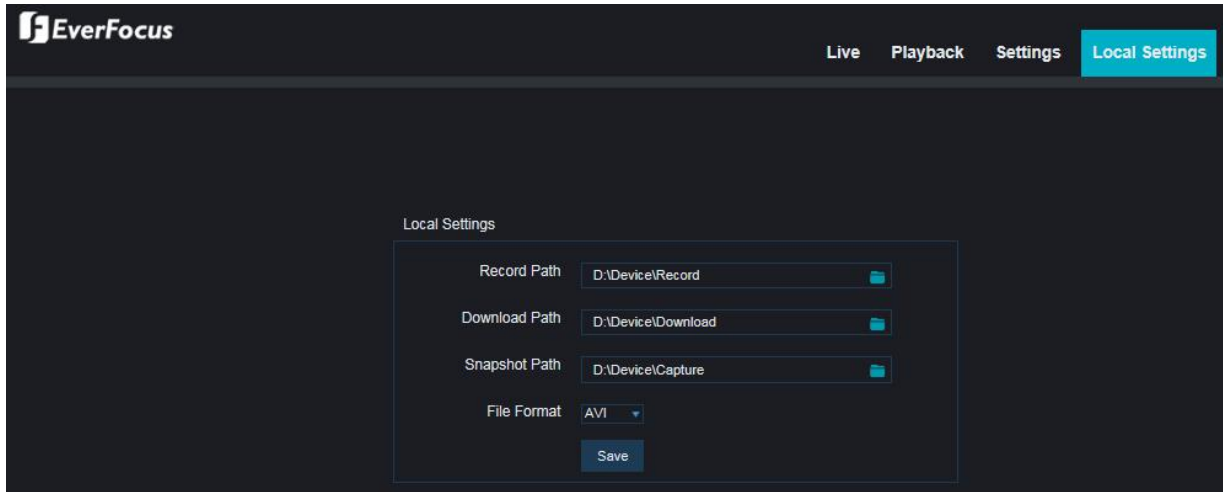 EverFocus
Live Playback Settings Local Settings
Local Settings
Record Path D:\Device\Record
Download Path D:\Device\Download
Snapshot Path D:\Device\Capture
File Format AVI
Save